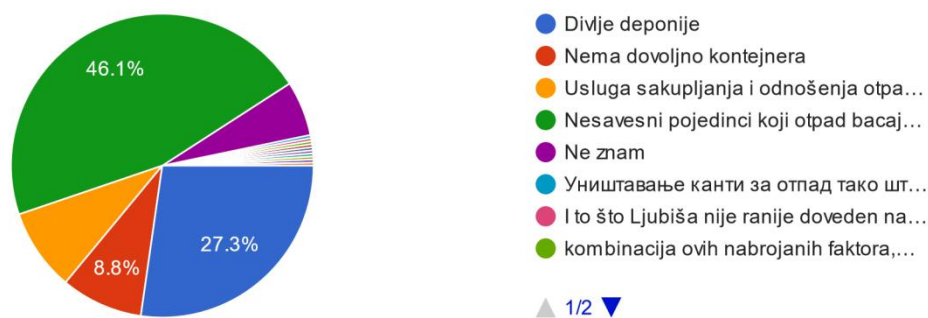 46.1%
27.3%
8.8%
Divlje deponije
Nema dovoljno kontejnera
Usluga sakupljanja i odnošenja otpa…
Nesavesni pojedinci koji otpad bacaj…
Ne znam
Уништавање канти за отпад тако шт…
I to što Ljubiša nije ranije doveden na…
kombinacija ovih nabrojanih faktora,…
1/2